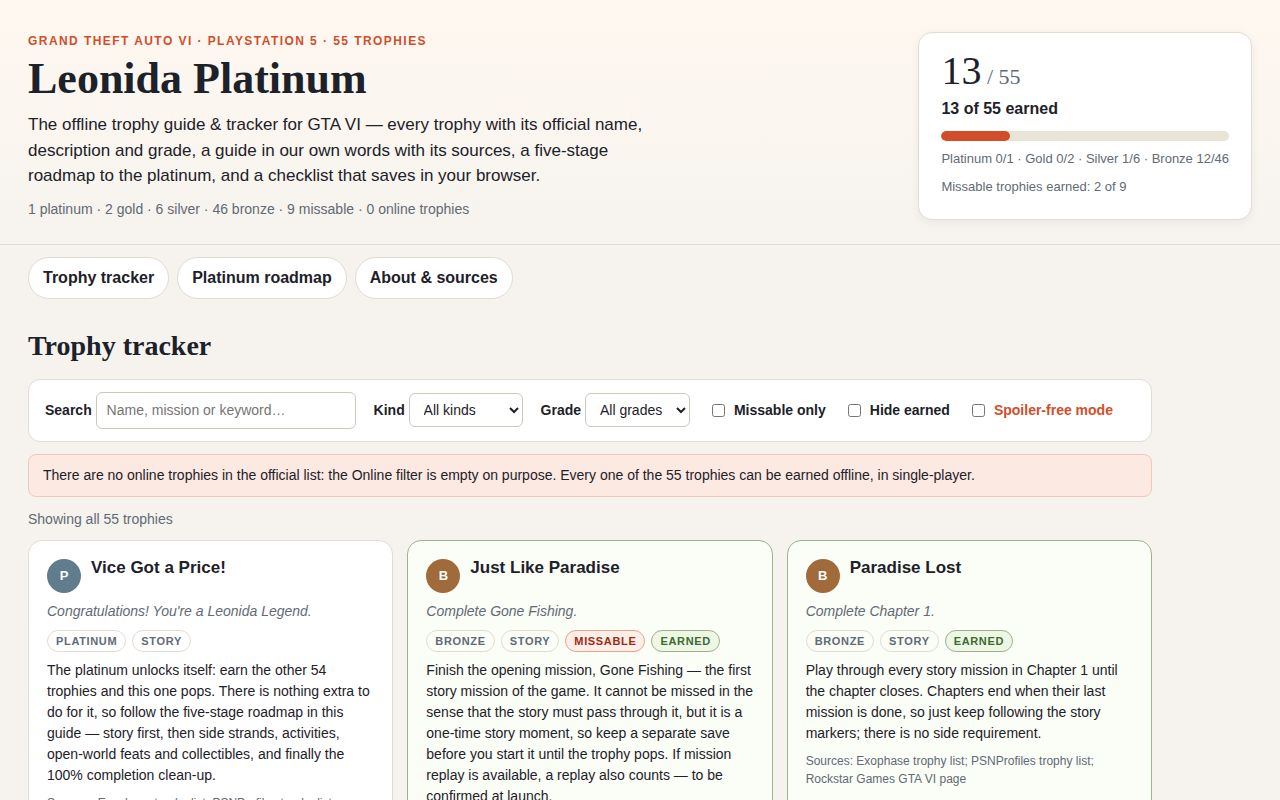 GRAND THEFT AUTO VI · PLAYSTATION 5 · 55 TROPHIES
Leonida Platinum
The offline trophy guide & tracker for GTA VI — every trophy with its official name,
description and grade, a guide in our own words with its sources, a five-stage
roadmap to the platinum, and a checklist that saves in your browser.
1 platinum · 2 gold · 6 silver · 46 bronze · 9 missable · 0 online trophies
13 / 55
13 of 55 earned
Platinum 0/1 · Gold 0/2 · Silver 1/6 · Bronze 12/46
Missable trophies earned: 2 of 9
Trophy tracker
Platinum roadmap
About & sources
Trophy tracker
Search
Name, mission or keyword…
Kind
All kinds
Grade
All grades
Missable only
Hide earned
Spoiler-free mode
There are no online trophies in the official list: the Online filter is empty on purpose. Every one of the 55 trophies can be earned offline, in single-player.
Showing all 55 trophies
P
Vice Got a Price!
Congratulations! You're a Leonida Legend.
PLATINUM
STORY
The platinum unlocks itself: earn the other 54
trophies and this one pops. There is nothing extra to
do for it, so follow the five-stage roadmap in this
guide — story first, then side strands, activities,
open-world feats and collectibles, and finally the
100% completion clean-up.
B
Just Like Paradise
Complete Gone Fishing.
BRONZE
STORY
MISSABLE
EARNED
Finish the opening mission, Gone Fishing — the first
story mission of the game. It cannot be missed in the
sense that the story must pass through it, but it is a
one-time story moment, so keep a separate save
before you start it until the trophy pops. If mission
replay is available, a replay also counts — to be
confirmed at launch.
B
Paradise Lost
Complete Chapter 1.
BRONZE
STORY
EARNED
Play through every story mission in Chapter 1 until
the chapter closes. Chapters end when their last
mission is done, so just keep following the story
markers; there is no side requirement.
Sources: Exophase trophy list; PSNProfiles trophy list;
Rockstar Games GTA VI page